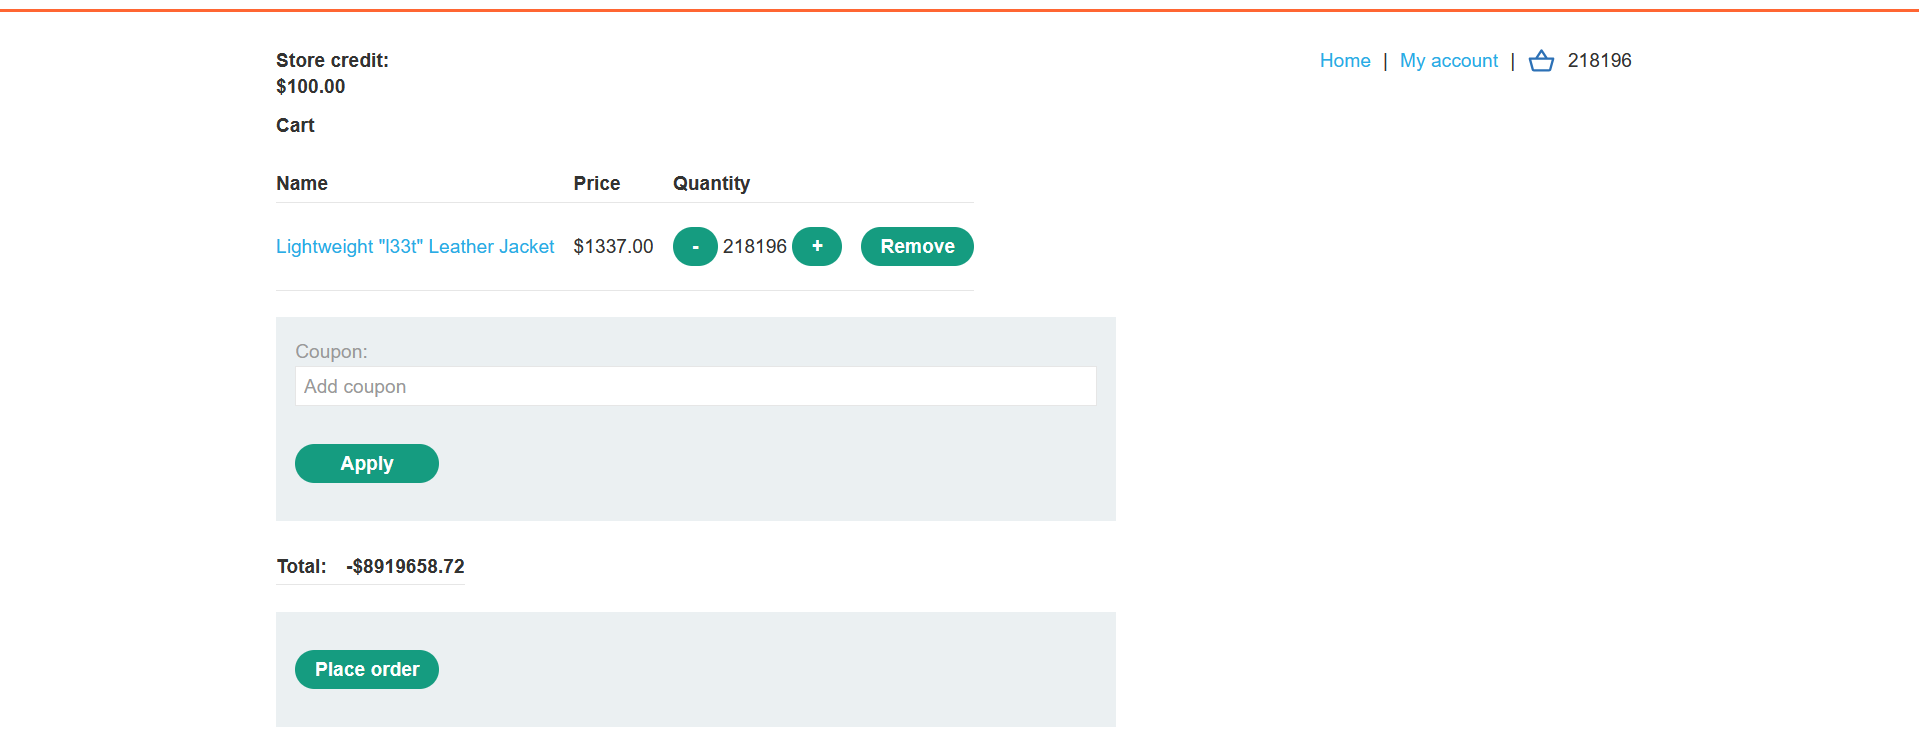 Store credit:
$100.00
Home | My account | 218196
Cart
Name Price Quantity
Lightweight "l33t" Leather Jacket $1337.00 - 218196 + Remove
Coupon:
Add coupon
Apply
Total: -$8919658.72
Place order